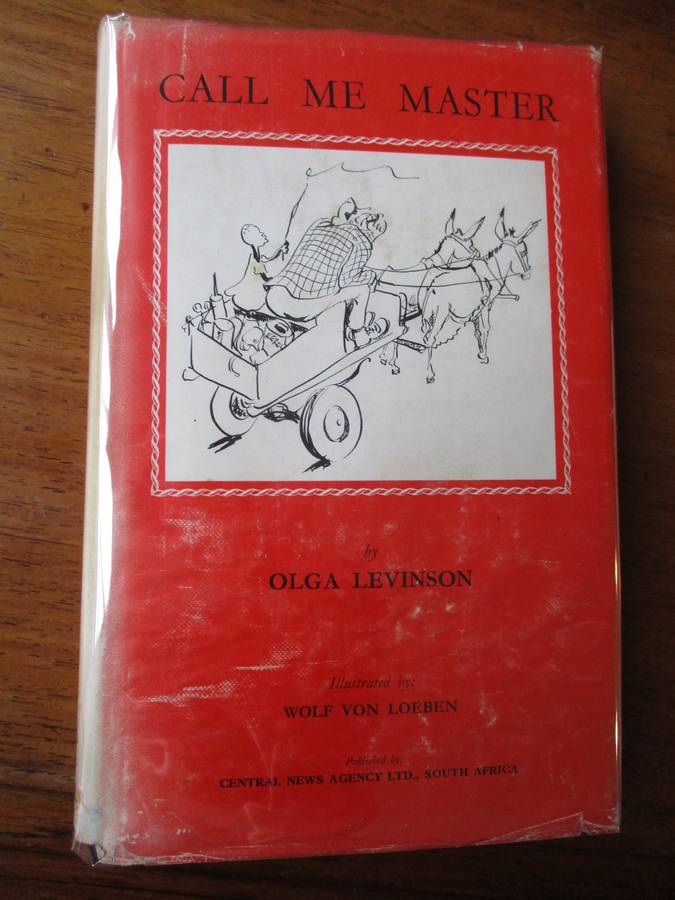 CALL ME MASTER
by
OLGA LEVINSON
Illustrated by:
WOLF VON LOEBEN
Published by:
CENTRAL NEWS AGENCY LTD., SOUTH AFRICA